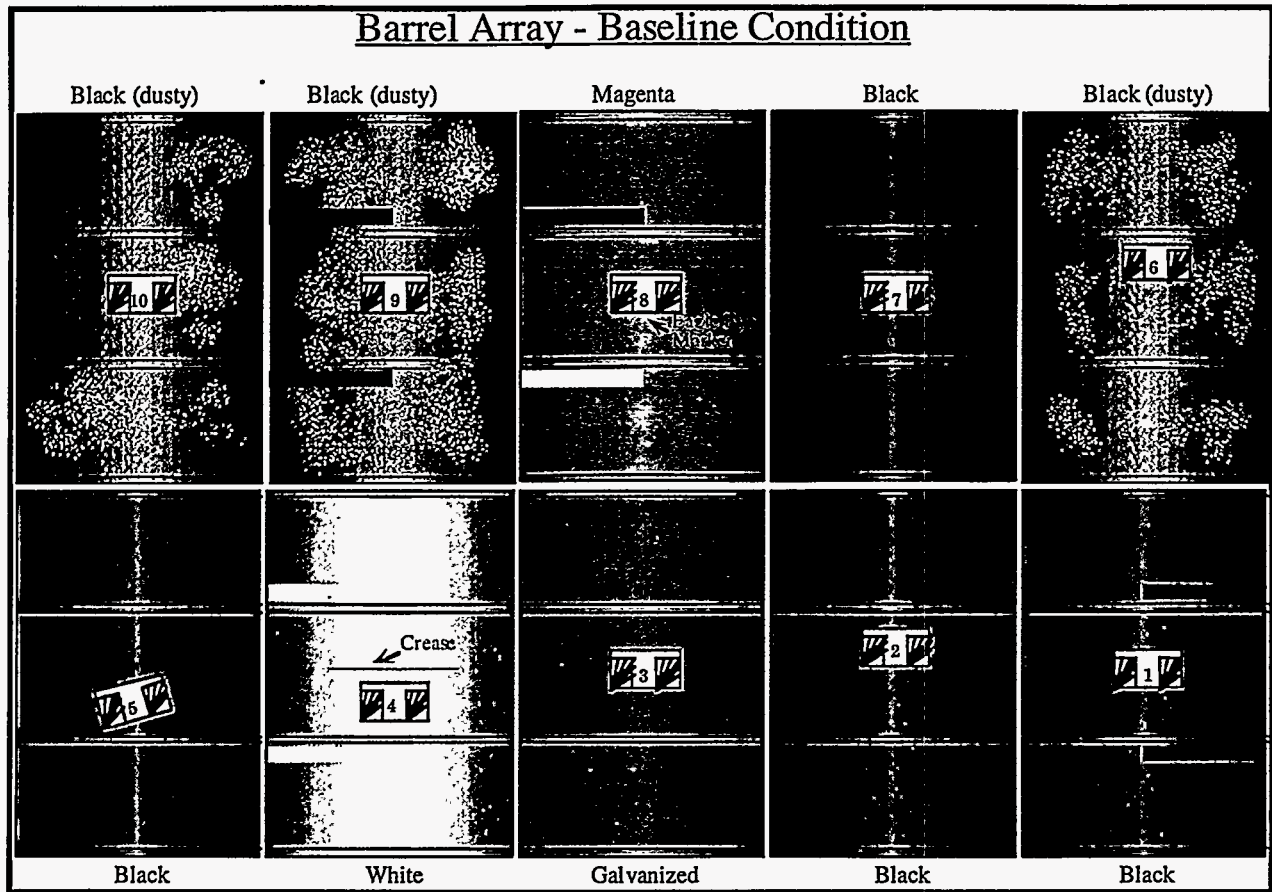 Barrel Array - Baseline Condition
Black (dusty) Black (dusty) Magenta Black Black (dusty)
10 9 8 7 6
Marker
Crease
5 4 3 2 1
Black White Galvanized Black Black